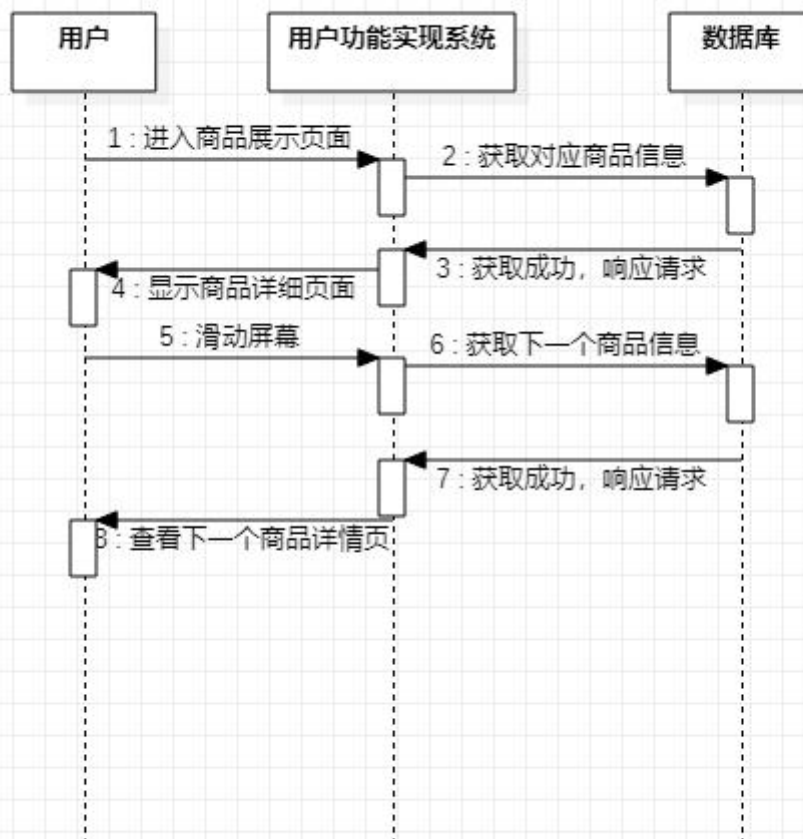 用户
用户功能实现系统
数据库
1 : 进入商品展示页面
2 : 获取对应商品信息
3 : 获取成功，响应请求
4 : 显示商品详细页面
5 : 滑动屏幕
6 : 获取下一个商品信息
7 : 获取成功，响应请求
8 : 查看下一个商品详情页